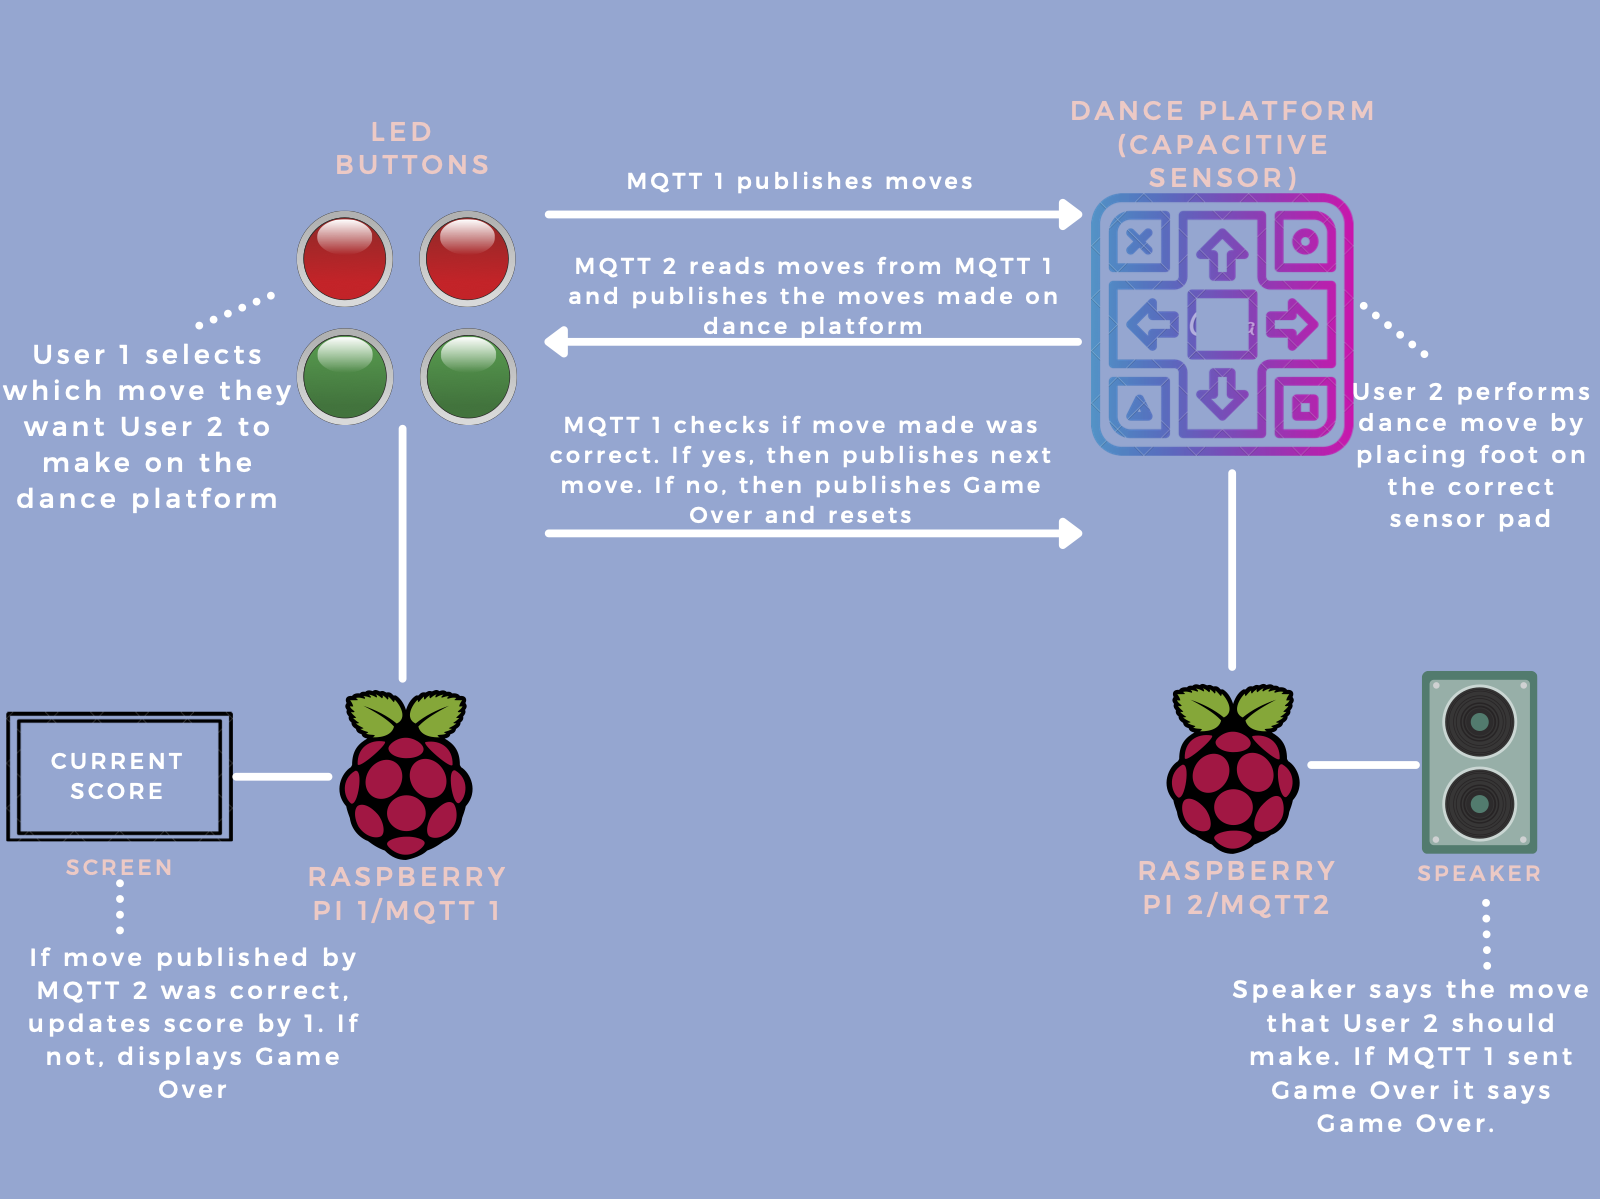 LED
BUTTONS
DANCE PLATFORM
(CAPACITIVE
SENSOR)
MQTT 1 publishes moves
MQTT 2 reads moves from MQTT 1
and publishes the moves made on
dance platform
MQTT 1 checks if move made was
correct. If yes, then publishes next
move. If no, then publishes Game
Over and resets
User 1 selects
which move they
want User 2 to
make on the
dance platform
User 2 performs
dance move by
placing foot on
the correct
sensor pad
CURRENT
SCORE
SCREEN
RASPBERRY
PI 1/MQTT 1
RASPBERRY
PI 2/MQTT2
SPEAKER
If move published by
MQTT 2 was correct,
updates score by 1. If
not, displays Game
Over
Speaker says the move
that User 2 should
make. If MQTT 1 sent
Game Over it says
Game Over.